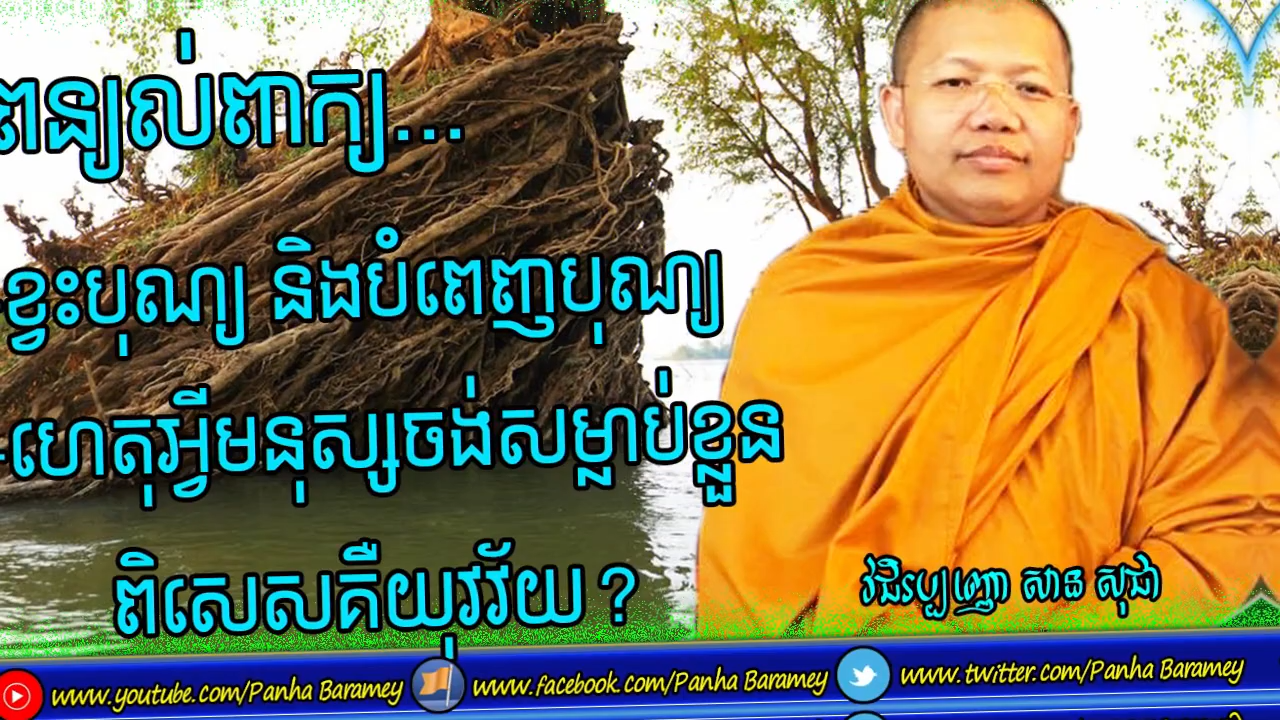 ពន្យល់ពាក្យ...
-ខ្វះបុណ្យ និងបំពេញបុណ្យ
-ហេតុអ្វីមនុស្សចង់សម្លាប់ខ្លួន
ពិសេសគឺយុវវ័យ ?
វជិរប្បញ្ញោ សាន សុជា
www.youtube.com/Panha Baramey
www.facebook.com/Panha Baramey
www.twitter.com/Panha Baramey